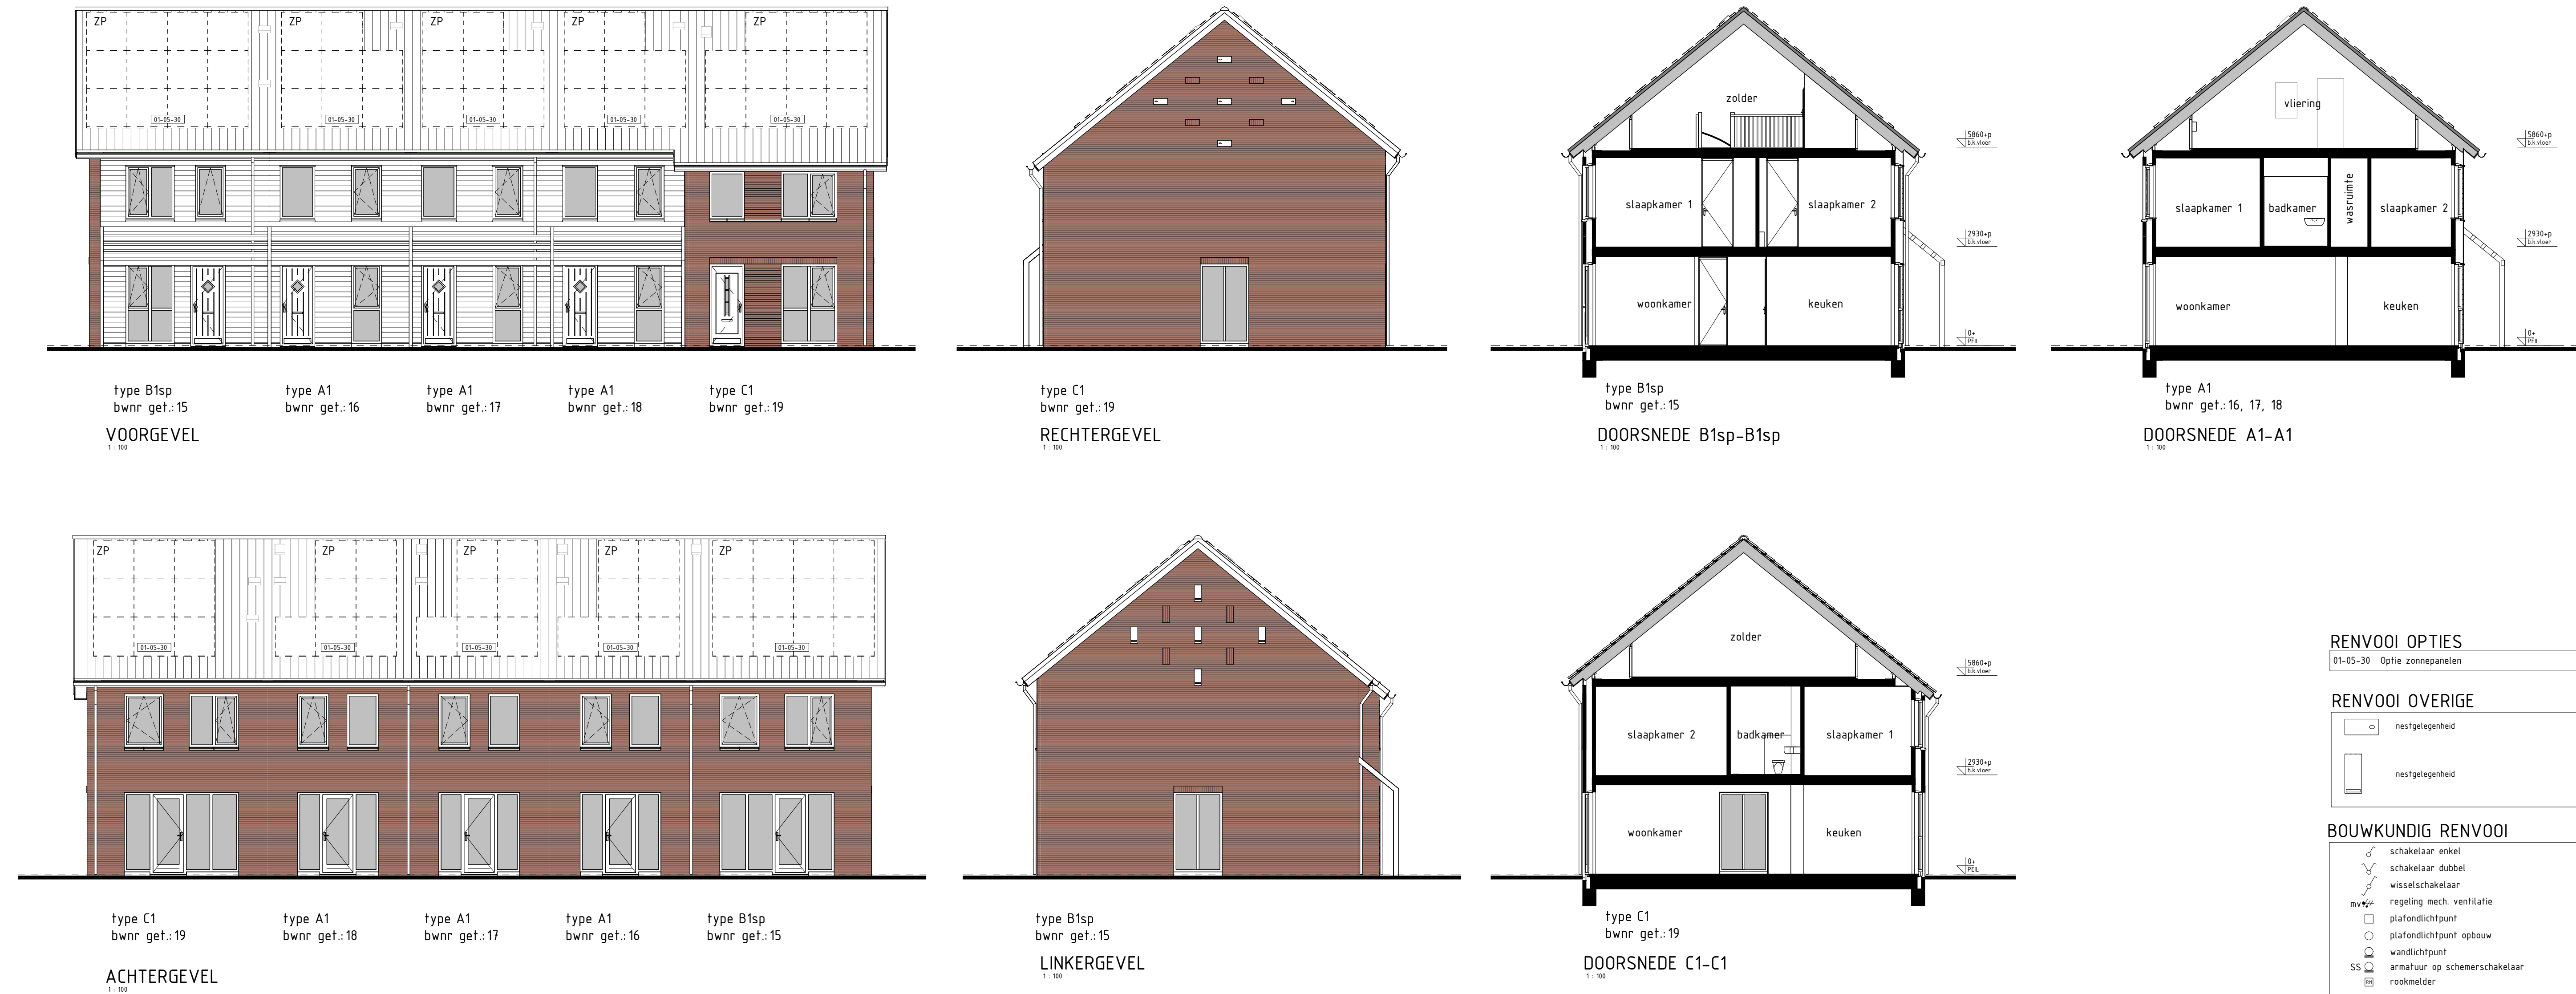 ZP ZP ZP ZP ZP
01-05-30 01-05-30 01-05-30 01-05-30 01-05-30
type B1sp
bwnr get.: 15
type A1
bwnr get.: 16
type A1
bwnr get.: 17
type A1
bwnr get.: 18
type C1
bwnr get.: 19
VOORGEVEL
1 : 100
type C1
bwnr get.: 19
RECHTERGEVEL
1 : 100
zolder
slaapkamer 1
slaapkamer 2
woonkamer
keuken
5860+p
b.k.vloer
2930+p
b.k.vloer
0+
PEIL
type B1sp
bwnr get.: 15
DOORSNEDE B1sp-B1sp
1 : 100
vliering
slaapkamer 1
badkamer
wasruimte
slaapkamer 2
woonkamer
keuken
5860+p
b.k.vloer
2930+p
b.k.vloer
0+
PEIL
type A1
bwnr get.: 16, 17, 18
DOORSNEDE A1-A1
1 : 100
ZP ZP ZP ZP ZP
01-05-30 01-05-30 01-05-30 01-05-30 01-05-30
type C1
bwnr get.: 19
type A1
bwnr get.: 18
type A1
bwnr get.: 17
type A1
bwnr get.: 16
type B1sp
bwnr get.: 15
ACHTERGEVEL
1 : 100
type B1sp
bwnr get.: 15
LINKERGEVEL
1 : 100
zolder
slaapkamer 2
badkamer
slaapkamer 1
woonkamer
keuken
5860+p
b.k.vloer
2930+p
b.k.vloer
0+
PEIL
type C1
bwnr get.: 19
DOORSNEDE C1-C1
1 : 100
RENVOOI OPTIES
01-05-30 Optie zonnepanelen
RENVOOI OVERIGE
nestgelegenheid
nestgelegenheid
BOUWKUNDIG RENVOOI
schakelaar enkel
schakelaar dubbel
wisselschakelaar
mv regeling mech. ventilatie
plafondlichtpunt
plafondlichtpunt opbouw
wandlichtpunt
SS armatuur op schemerschakelaar
RM rookmelder